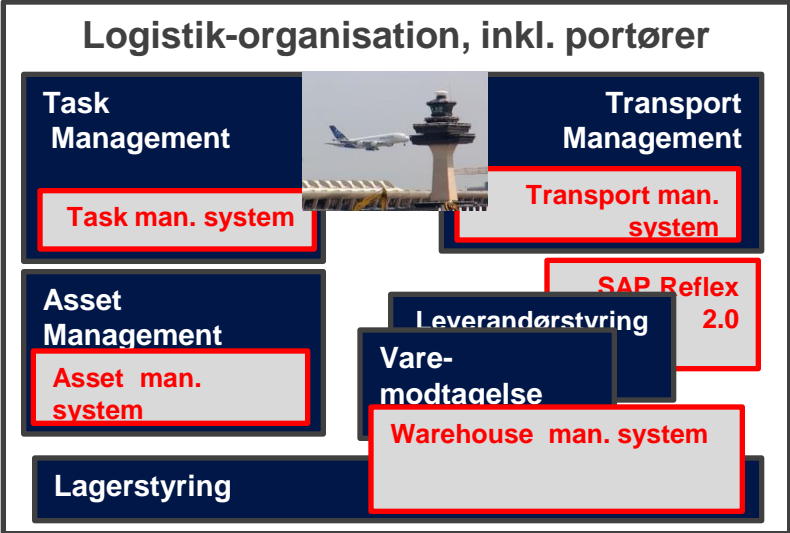 Logistik-organisation, inkl. portører
Task
Management
Task man. system
Transport
Management
Transport man.
system
Asset
Management
Asset man.
system
SAP Reflex
2.0
Leverandørstyring
Vare-
modtagelse
Warehouse man. system
Lagerstyring